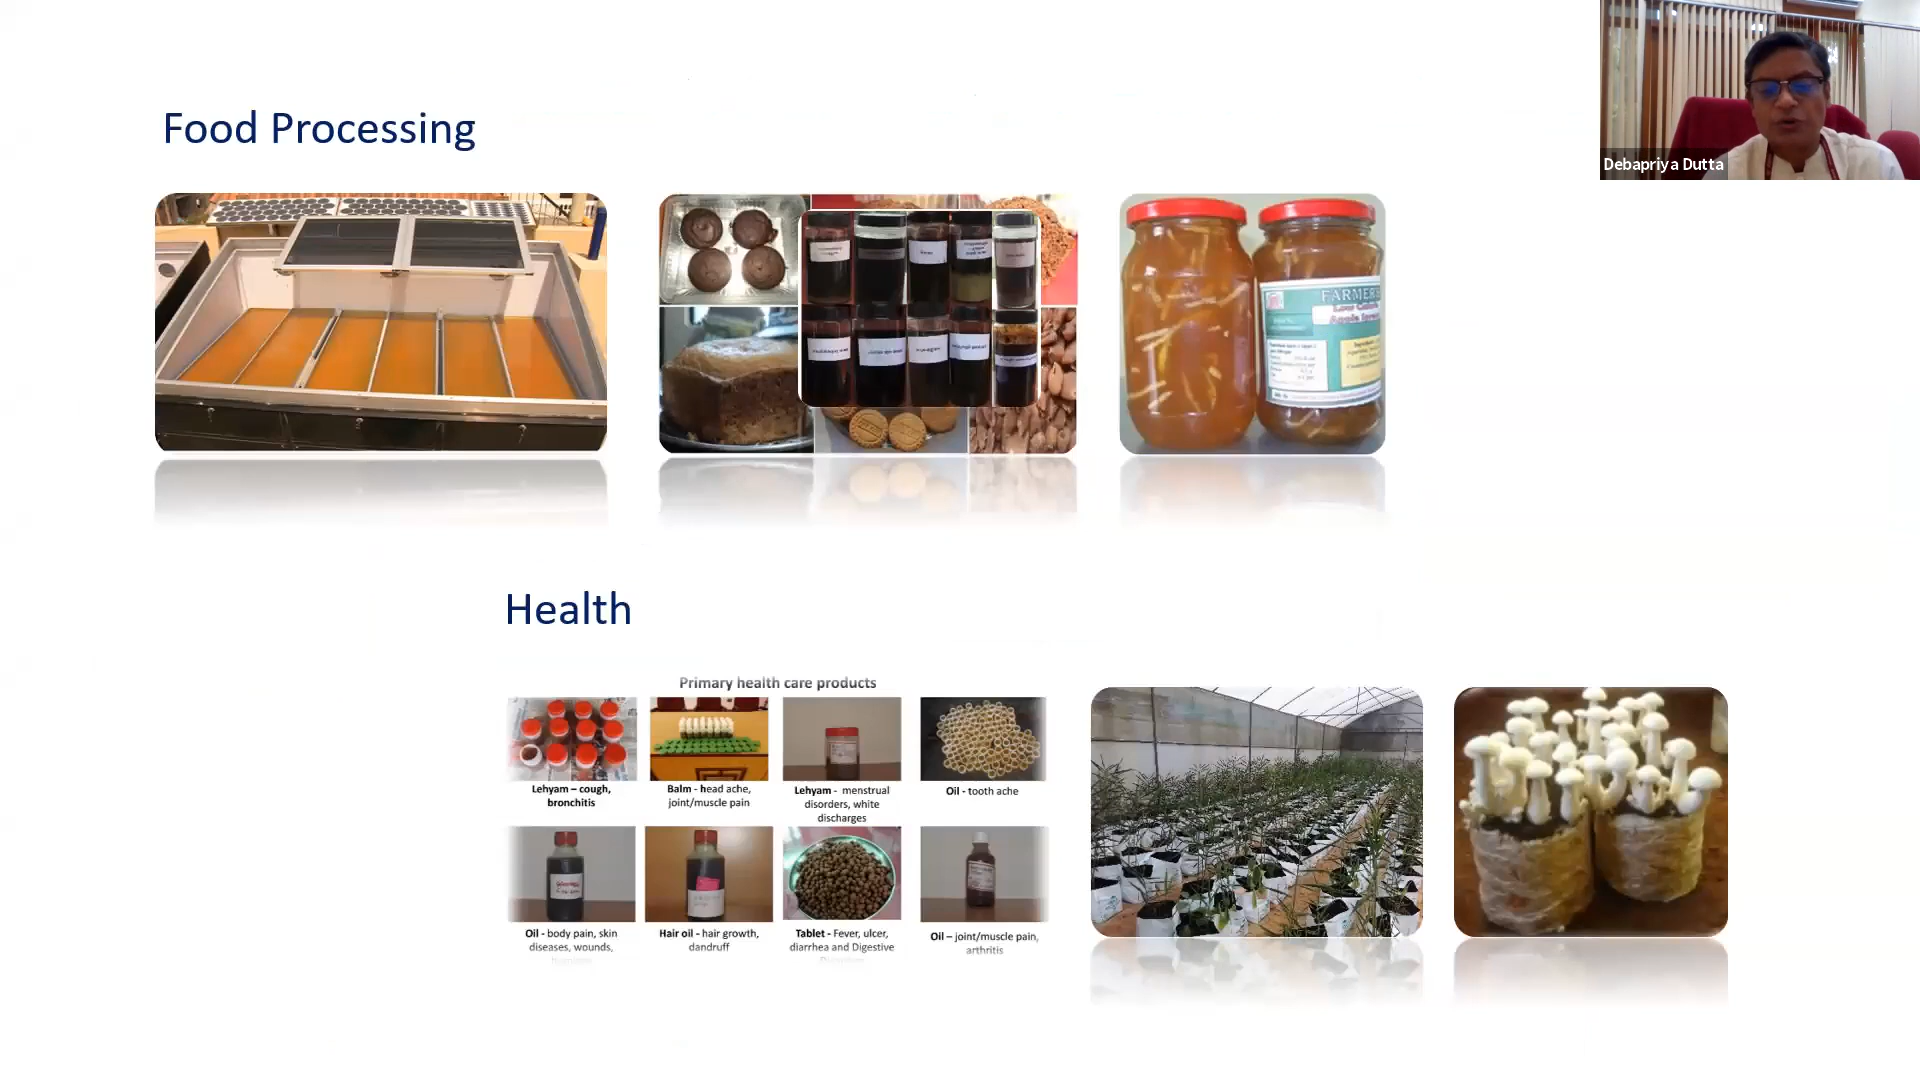 Food Processing
Debapriya Dutta
FARMER'S
Health
Primary health care products
Lehyam – cough,
bronchitis
Balm - head ache,
joint/muscle pain
Lehyam - menstrual
disorders, white
discharges
Oil - tooth ache
Oil - body pain, skin
diseases, wounds,
Hair oil - hair growth,
dandruff
Tablet - Fever, ulcer,
diarrhea and Digestive
Oil – joint/muscle pain,
arthritis